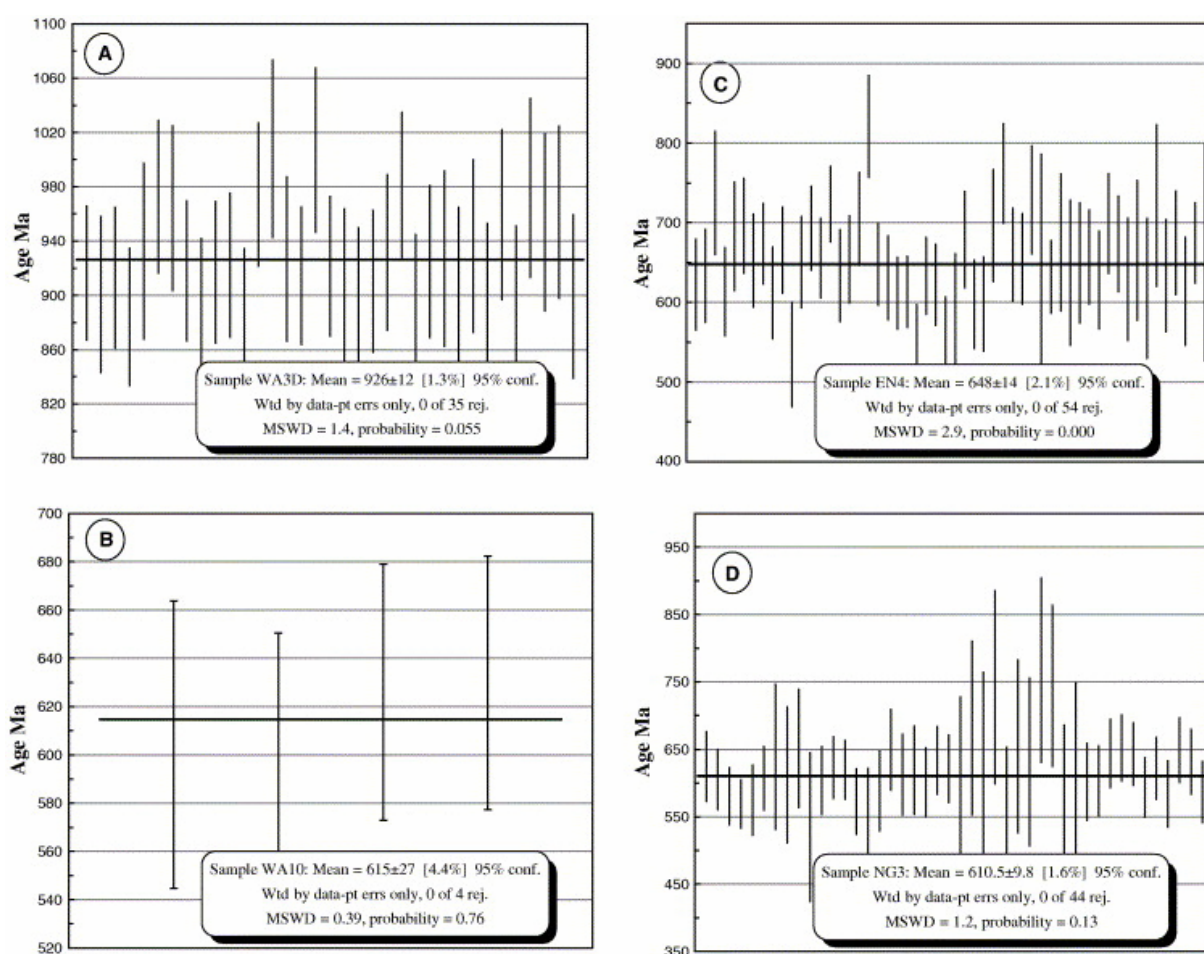 A
Age Ma
1100
1060
1020
980
940
900
860
820
780
Sample WA3D: Mean = 926±12 [1.3%] 95% conf.
Wtd by data-pt errs only, 0 of 35 rej.
MSWD = 1.4, probability = 0.055
C
Age Ma
900
800
700
600
500
400
Sample EN4: Mean = 648±14 [2.1%] 95% conf.
Wtd by data-pt errs only, 0 of 54 rej.
MSWD = 2.9, probability = 0.000
B
Age Ma
700
680
660
640
620
600
580
560
540
520
Sample WA10: Mean = 615±27 [4.4%] 95% conf.
Wtd by data-pt errs only, 0 of 4 rej.
MSWD = 0.39, probability = 0.76
D
Age Ma
950
850
750
650
550
450
350
Sample NG3: Mean = 610.5±9.8 [1.6%] 95% conf.
Wtd by data-pt errs only, 0 of 44 rej.
MSWD = 1.2, probability = 0.13